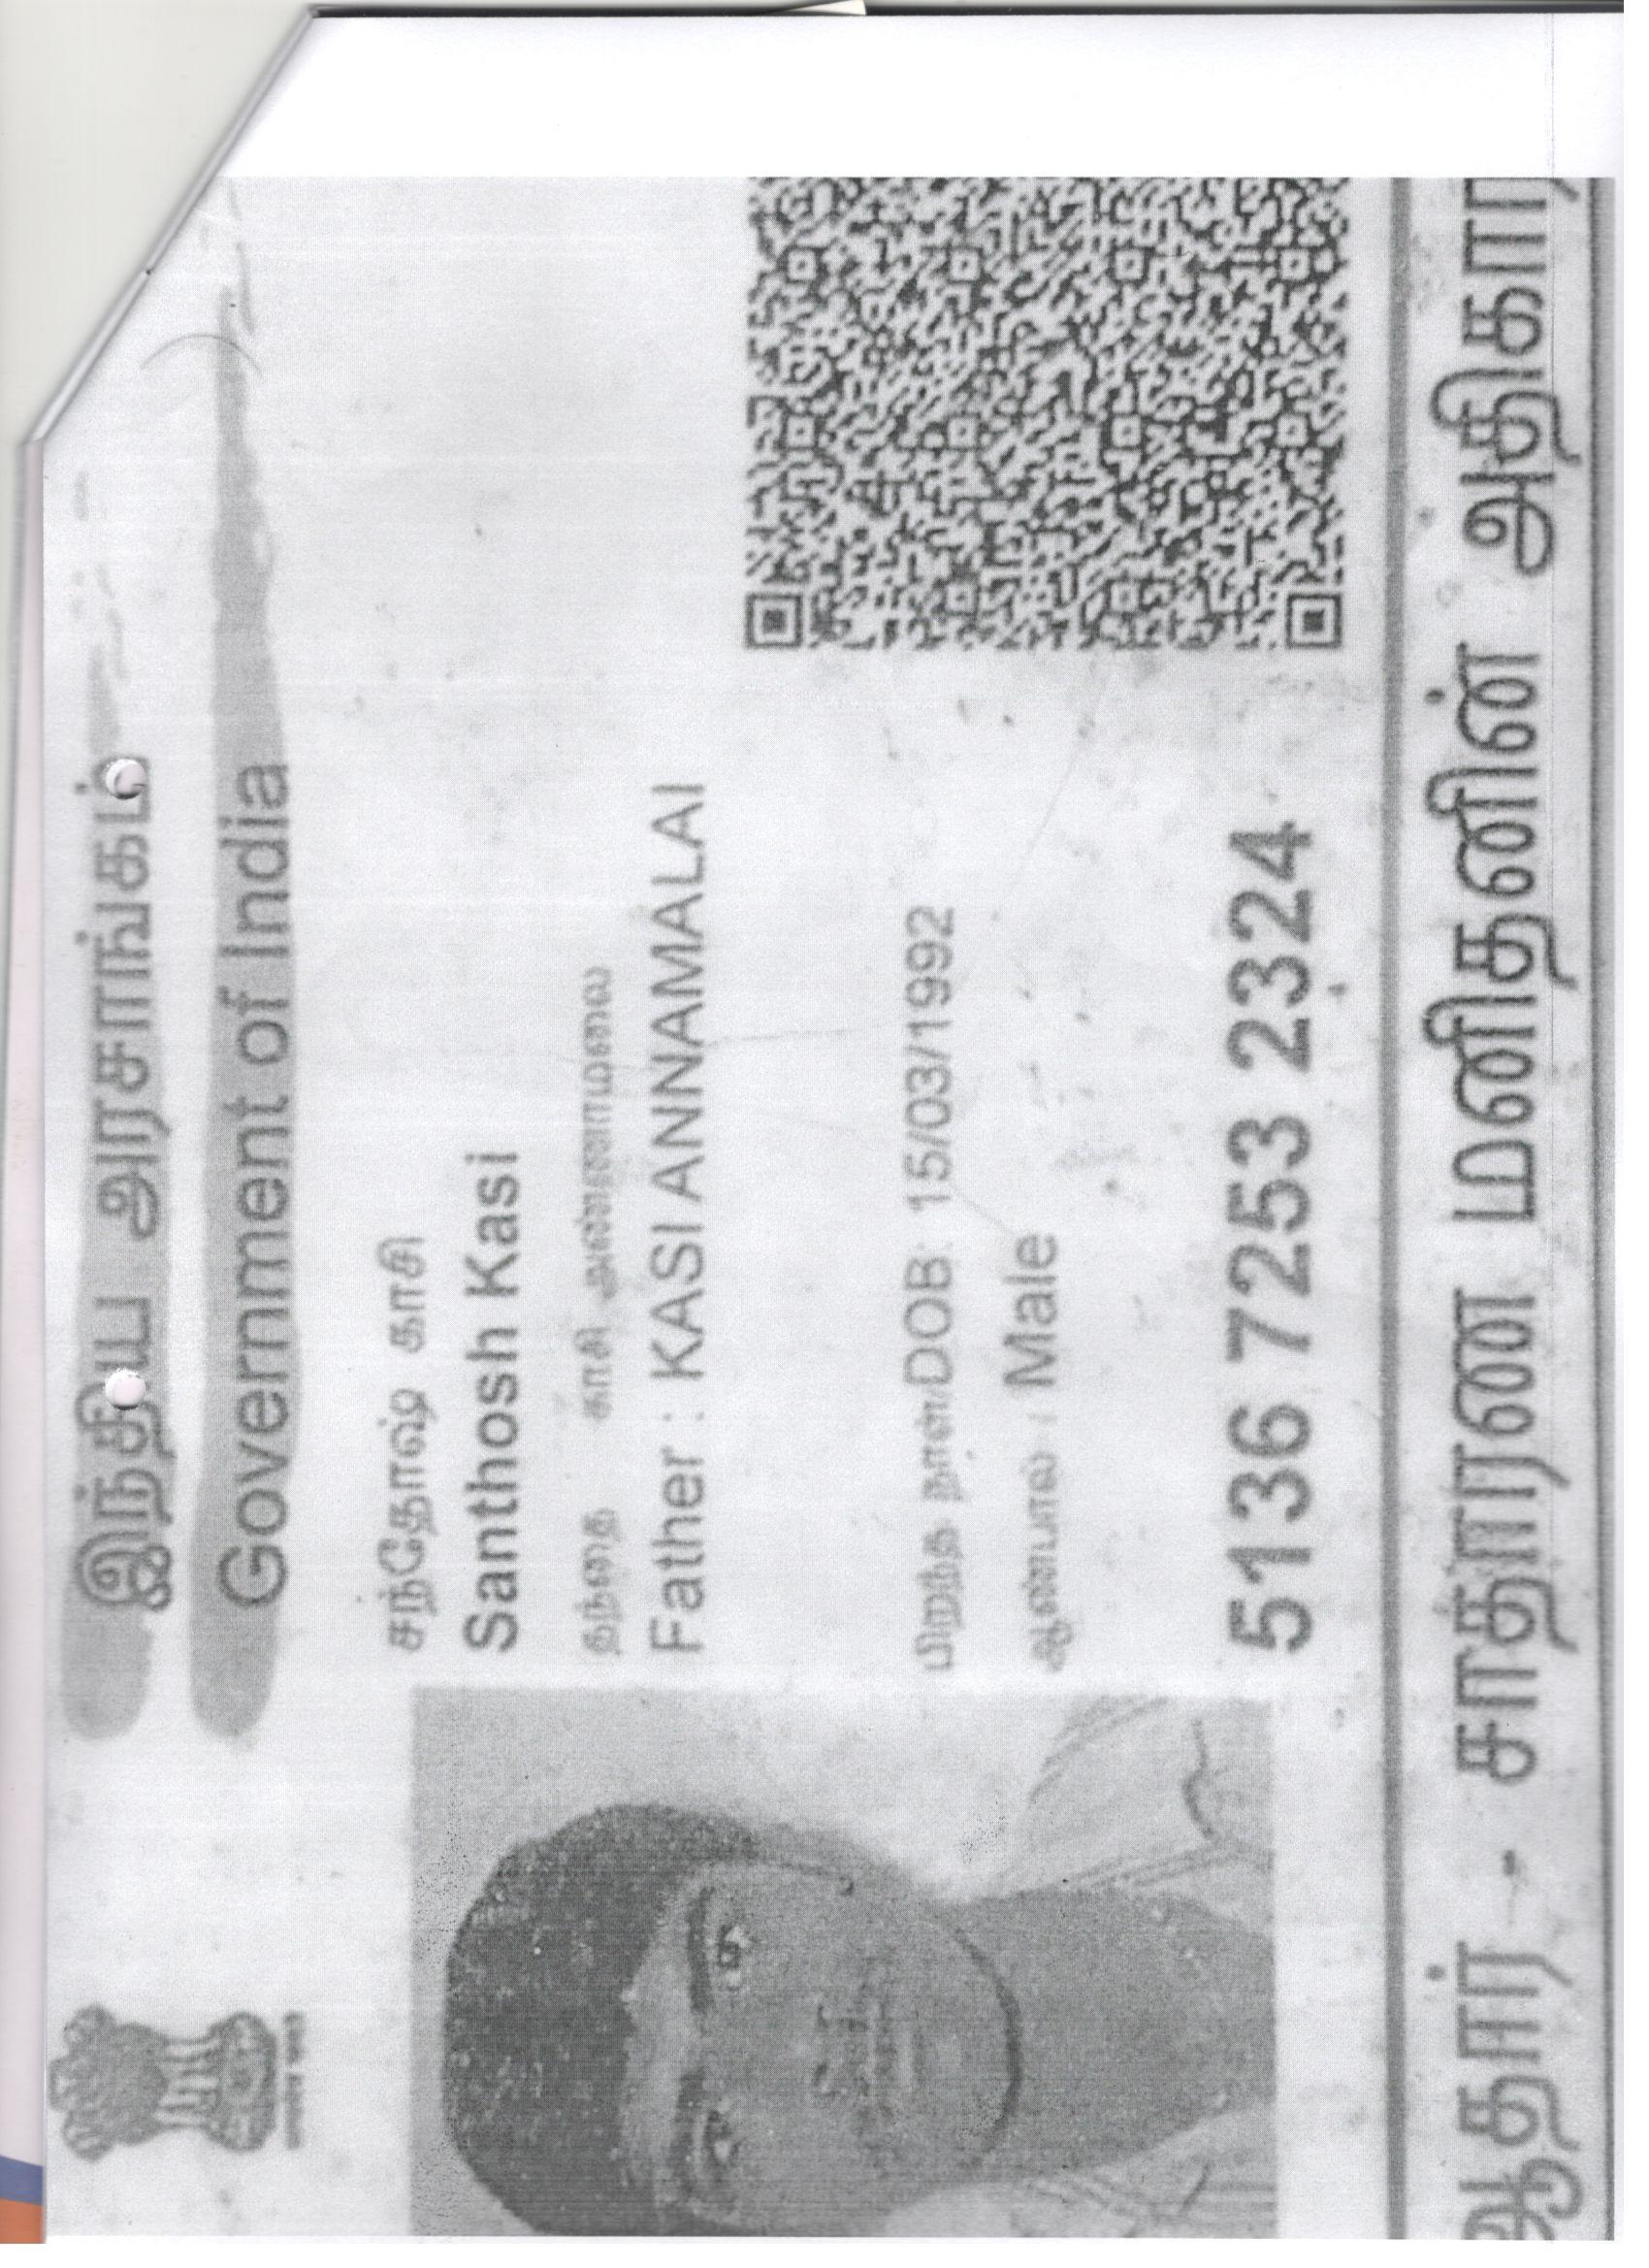 இந்திய அரசாங்கம்
Government of India
சந்தோஷ் காசி
Santhosh Kasi
தந்தை காசி அண்ணாமலை
Father : KASI ANNAMALAI
பிறந்த நாள் DOB: 15/03/1992
ஆண்பால் / Male
5136 7253 2324
ஆதார் - சாதாரண மனிதனின் அதிகார